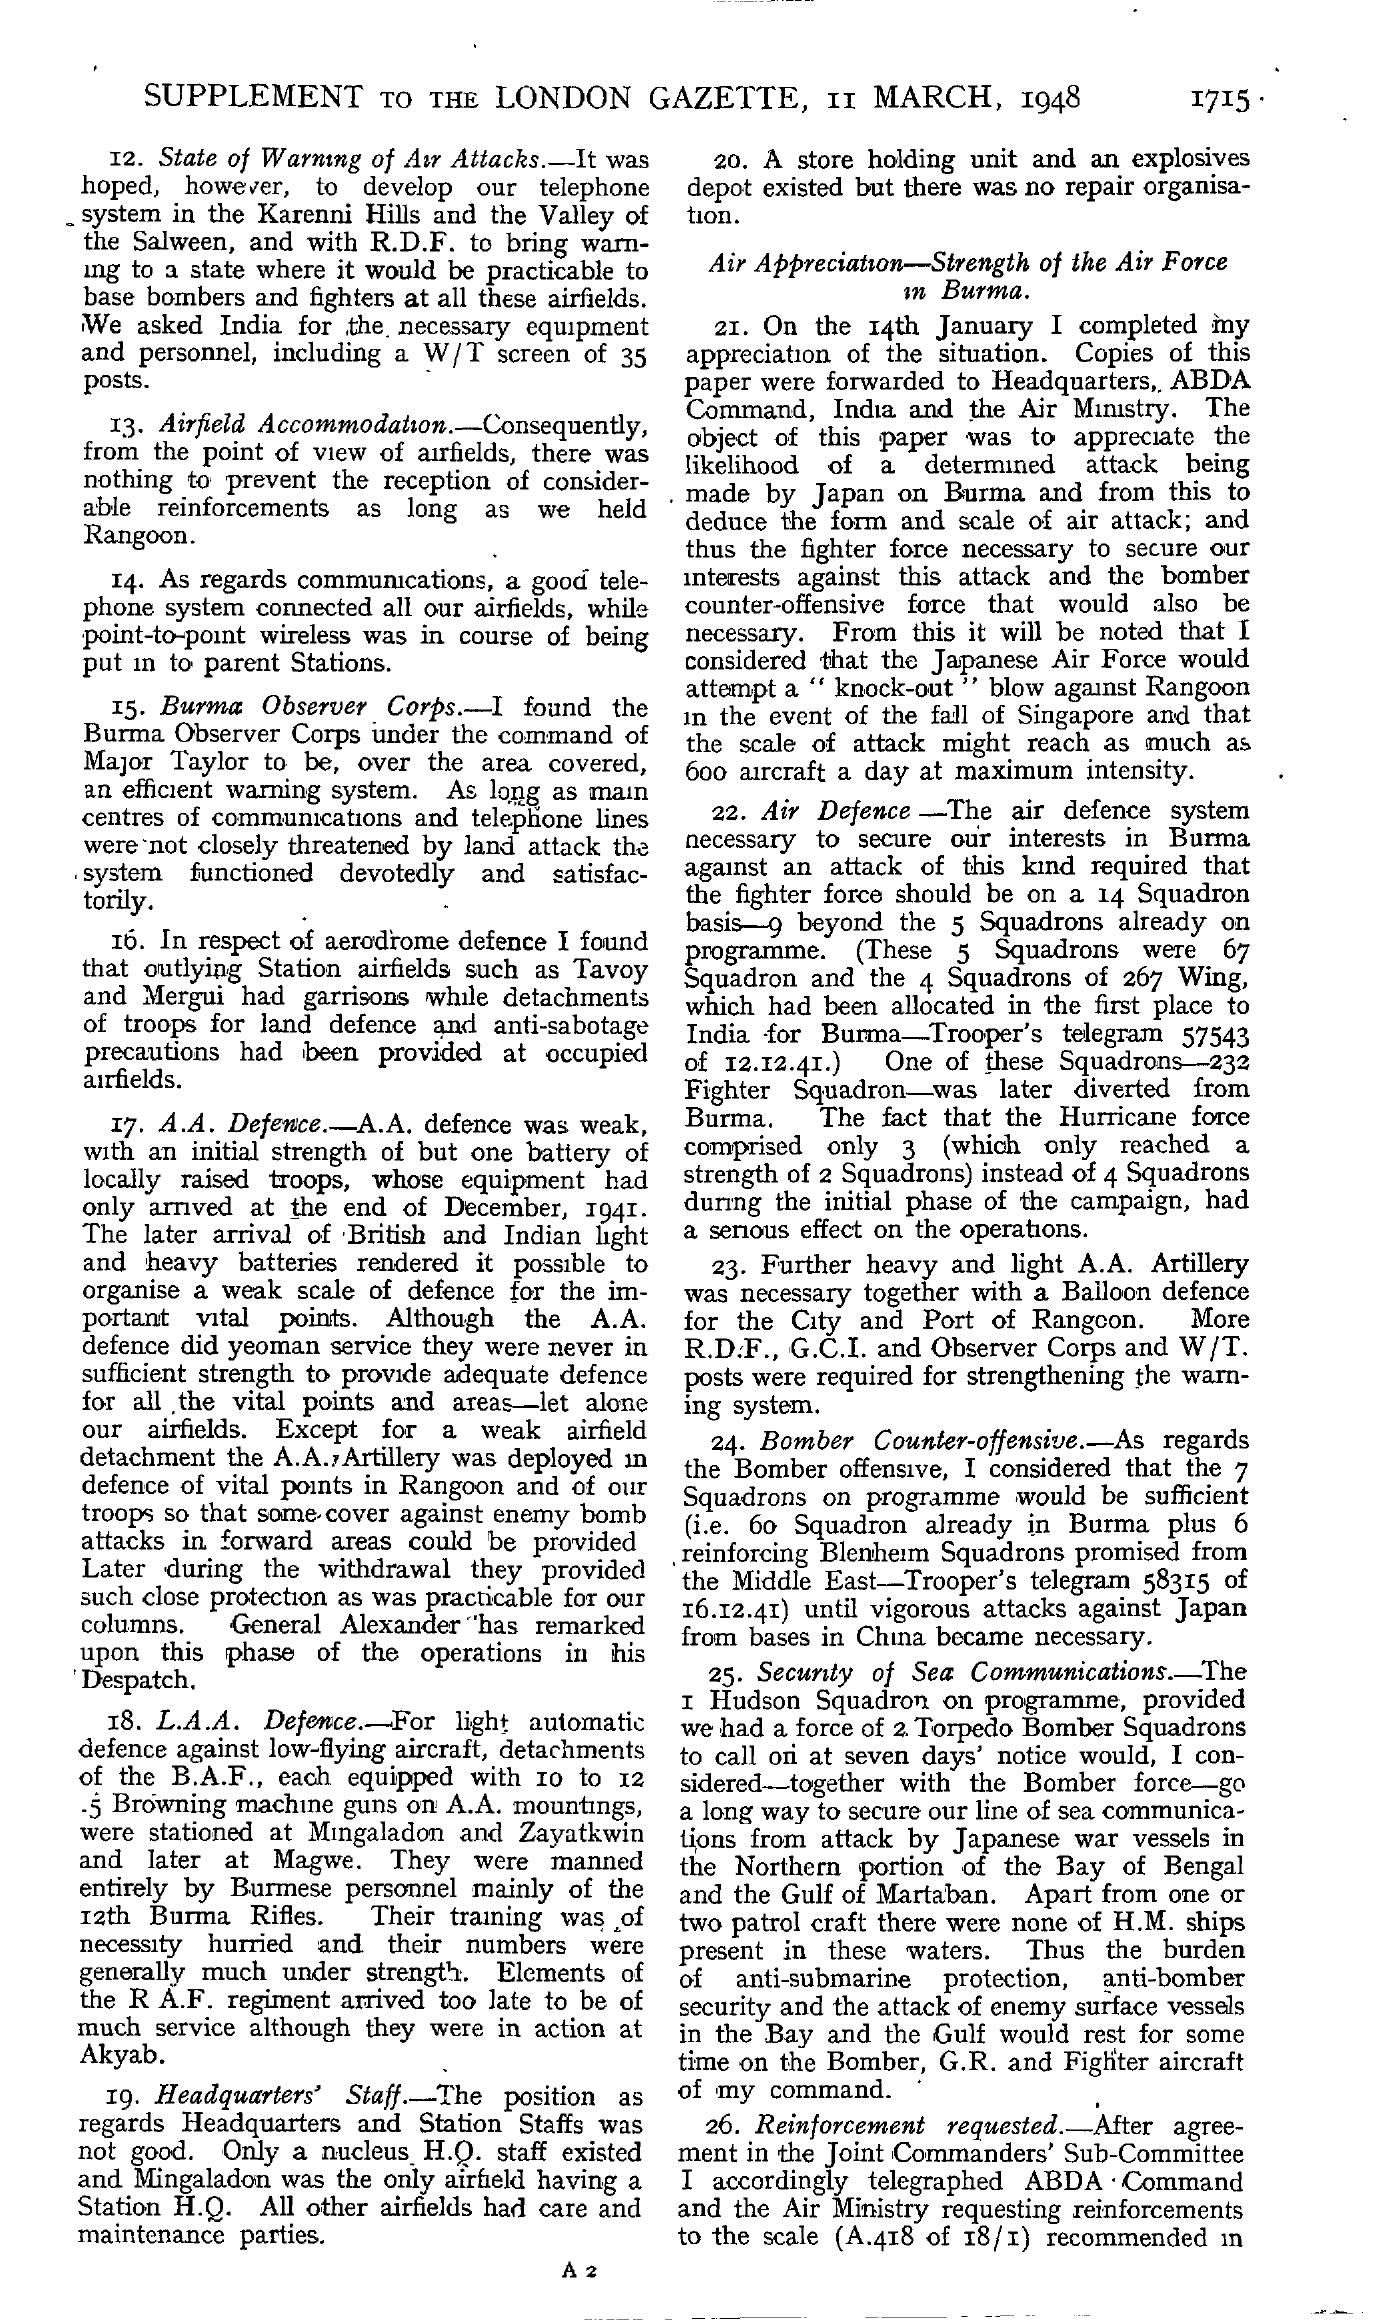 SUPPLEMENT TO THE LONDON GAZETTE, 11 MARCH, 1948 1715
12. State of Warning of Air Attacks.—It was
hoped, however, to develop our telephone
system in the Karenni Hills and the Valley of
the Salween, and with R.D.F. to bring warn-
ing to a state where it would be practicable to
base bombers and fighters at all these airfields.
We asked India for the necessary equipment
and personnel, including a W/T screen of 35
posts.
13. Airfield Accommodation.—Consequently,
from the point of view of airfields, there was
nothing to prevent the reception of consider-
able reinforcements as long as we held
Rangoon.
14. As regards communications, a good tele-
phone system connected all our airfields, while
point-to-point wireless was in course of being
put in to parent Stations.
15. Burma Observer Corps.—I found the
Burma Observer Corps under the command of
Major Taylor to be, over the area covered,
an efficient warning system. As long as main
centres of communications and telephone lines
were not closely threatened by land attack the
system functioned devotedly and satisfac-
torily.
16. In respect of aerodrome defence I found
that outlying Station airfields such as Tavoy
and Mergui had garrisons while detachments
of troops for land defence and anti-sabotage
precautions had been provided at occupied
airfields.
17. A.A. Defence.—A.A. defence was weak,
with an initial strength of but one battery of
locally raised troops, whose equipment had
only arrived at the end of December, 1941.
The later arrival of British and Indian light
and heavy batteries rendered it possible to
organise a weak scale of defence for the im-
portant vital points. Although the A.A.
defence did yeoman service they were never in
sufficient strength to provide adequate defence
for all the vital points and areas—let alone
our airfields. Except for a weak airfield
detachment the A.A. Artillery was deployed in
defence of vital points in Rangoon and of our
troops so that some cover against enemy bomb
attacks in forward areas could be provided
Later during the withdrawal they provided
such close protection as was practicable for our
columns. General Alexander has remarked
upon this phase of the operations in his
Despatch.
18. L.A.A. Defence.—For light automatic
defence against low-flying aircraft, detachments
of the B.A.F., each equipped with 10 to 12
.5 Browning machine guns on A.A. mountings,
were stationed at Mingaladon and Zayatkwin
and later at Magwe. They were manned
entirely by Burmese personnel mainly of the
12th Burma Rifles. Their training was of
necessity hurried and their numbers were
generally much under strength. Elements of
the R A.F. regiment arrived too late to be of
much service although they were in action at
Akyab.
19. Headquarters' Staff.—The position as
regards Headquarters and Station Staffs was
not good. Only a nucleus H.Q. staff existed
and Mingaladon was the only airfield having a
Station H.Q. All other airfields had care and
maintenance parties.
20. A store holding unit and an explosives
depot existed but there was no repair organisa-
tion.
Air Appreciation—Strength of the Air Force
in Burma.
21. On the 14th January I completed my
appreciation of the situation. Copies of this
paper were forwarded to Headquarters, ABDA
Command, India and the Air Ministry. The
object of this paper was to appreciate the
likelihood of a determined attack being
made by Japan on Burma and from this to
deduce the form and scale of air attack; and
thus the fighter force necessary to secure our
interests against this attack and the bomber
counter-offensive force that would also be
necessary. From this it will be noted that I
considered that the Japanese Air Force would
attempt a " knock-out " blow against Rangoon
in the event of the fall of Singapore and that
the scale of attack might reach as much as
600 aircraft a day at maximum intensity.
22. Air Defence —The air defence system
necessary to secure our interests in Burma
against an attack of this kind required that
the fighter force should be on a 14 Squadron
basis—9 beyond the 5 Squadrons already on
programme. (These 5 Squadrons were 67
Squadron and the 4 Squadrons of 267 Wing,
which had been allocated in the first place to
India for Burma—Trooper's telegram 57543
of 12.12.41.) One of these Squadrons—232
Fighter Squadron—was later diverted from
Burma. The fact that the Hurricane force
comprised only 3 (which only reached a
strength of 2 Squadrons) instead of 4 Squadrons
during the initial phase of the campaign, had
a serious effect on the operations.
23. Further heavy and light A.A. Artillery
was necessary together with a Balloon defence
for the City and Port of Rangoon. More
R.D.F., G.C.I. and Observer Corps and W/T.
posts were required for strengthening the warn-
ing system.
24. Bomber Counter-offensive.—As regards
the Bomber offensive, I considered that the 7
Squadrons on programme would be sufficient
(i.e. 60 Squadron already in Burma plus 6
reinforcing Blenheim Squadrons promised from
the Middle East—Trooper's telegram 58315 of
16.12.41) until vigorous attacks against Japan
from bases in China became necessary.
25. Security of Sea Communications.—The
1 Hudson Squadron on programme, provided
we had a force of 2 Torpedo Bomber Squadrons
to call on at seven days' notice would, I con-
sidered—together with the Bomber force—go
a long way to secure our line of sea communica-
tions from attack by Japanese war vessels in
the Northern portion of the Bay of Bengal
and the Gulf of Martaban. Apart from one or
two patrol craft there were none of H.M. ships
present in these waters. Thus the burden
of anti-submarine protection, anti-bomber
security and the attack of enemy surface vessels
in the Bay and the Gulf would rest for some
time on the Bomber, G.R. and Fighter aircraft
of my command.
26. Reinforcement requested.—After agree-
ment in the Joint Commanders' Sub-Committee
I accordingly telegraphed ABDA Command
and the Air Ministry requesting reinforcements
to the scale (A.418 of 18/1) recommended in
A 2